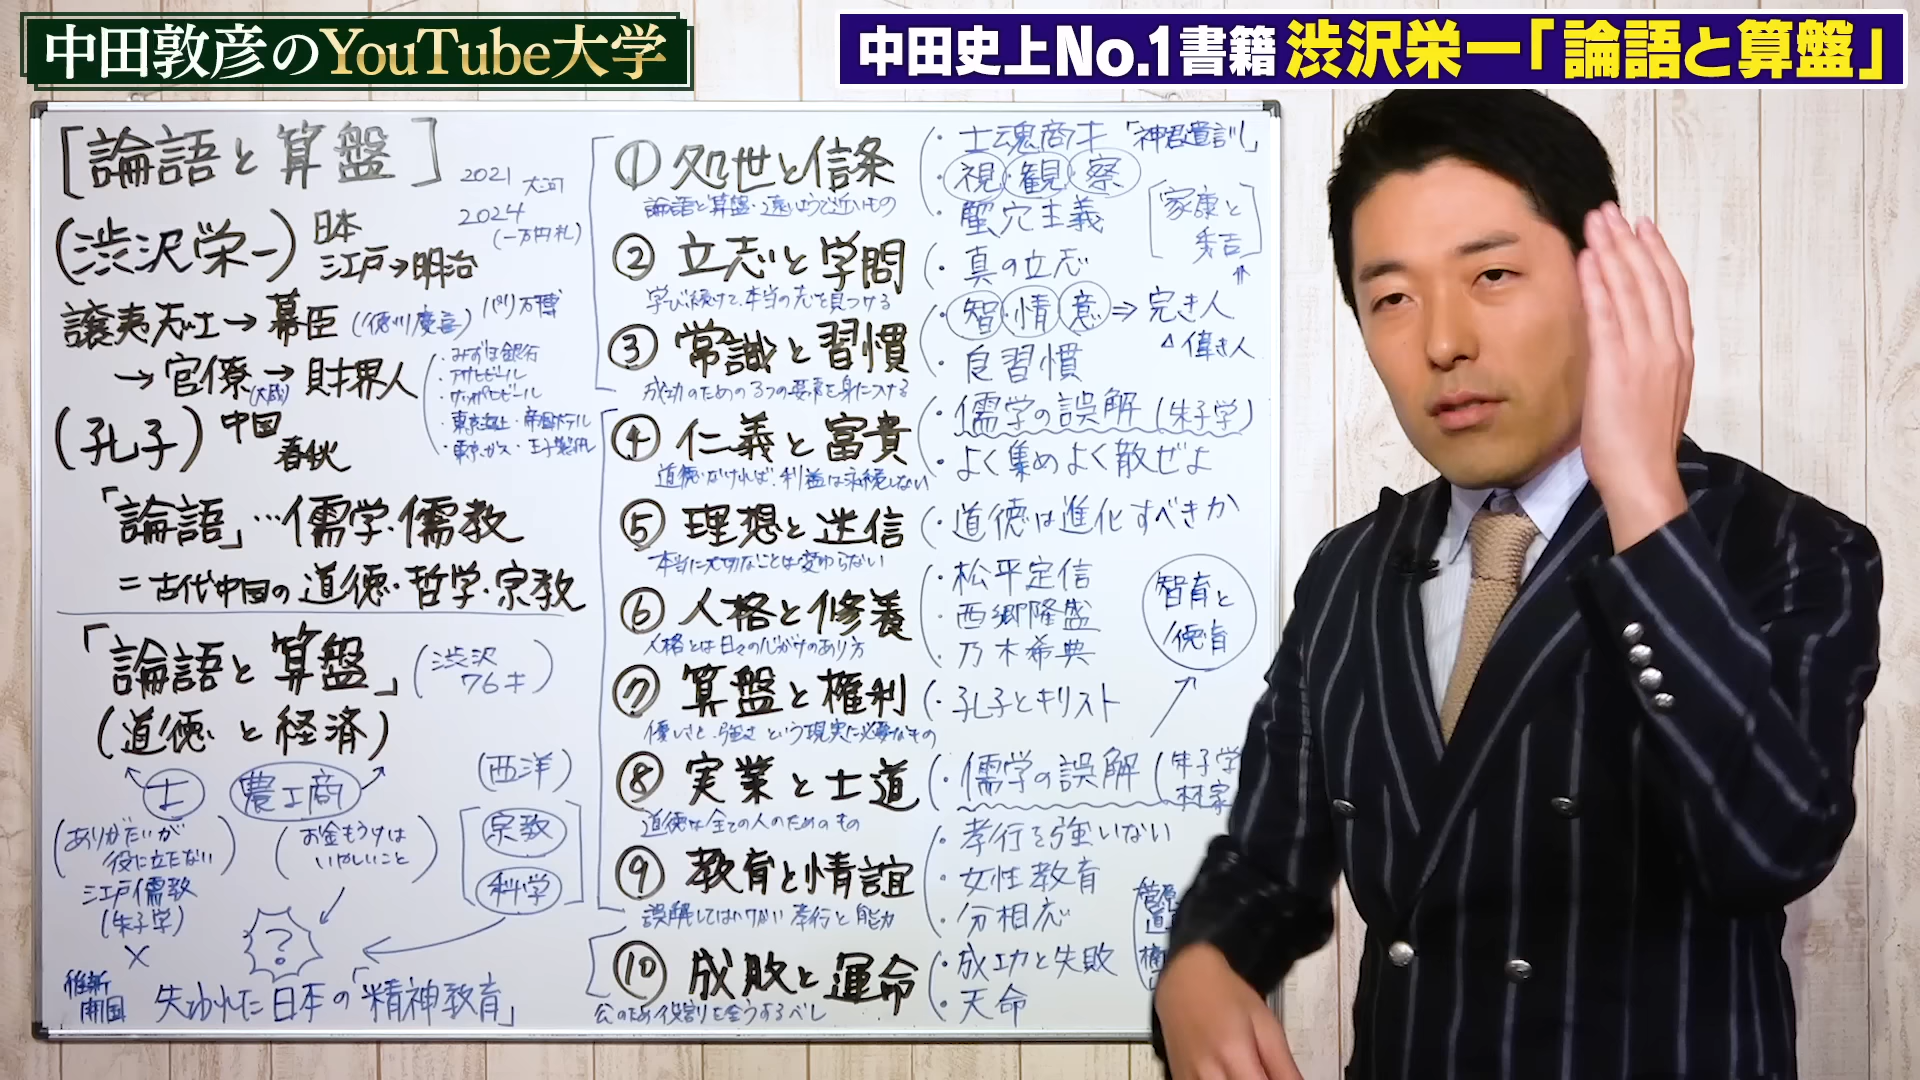 中田敦彦のYouTube大学
中田史上No.1書籍 渋沢栄一「論語と算盤」
[論語と算盤]
2021 大河
2024
(一万円札)
(渋沢栄一) 日本
江戸→明治
譲夷志士→幕臣(徳川慶喜) パリ万博
→官僚→財界人
(大蔵)
・みずほ銀行
・アサヒビール
・サッポロビール
・東京海上・帝国ホテル
・東京ガス・王子製紙
(孔子) 中国
春秋
「論語」…儒学・儒教
=古代中国の道徳・哲学・宗教
「論語と算盤」(渋沢
76才)
(道徳と経済)
士 農工商
(ありがたいが
役に立たない)
(お金もうけは
いやしいこと)
江戸儒教
(朱子学)
×
?
(西洋)
宗教
科学
維新
開国
失われた日本の「精神教育」
①処世と信条
論語と算盤・遠いようで近いもの
・士魂商才「神君遺訓」
・視・観・察
・蟹穴主義
[家康と
秀吉]
②立志と学問
学び続けて、本当の志を見つける
・真の立志
③常識と習慣
成功のための3つの要素を身に入ける
・智・情・意⇒完き人
偉き人
・良習慣
④仁義と富貴
道徳がなければ、利益は永続しない
・儒学の誤解(朱子学)
・よく集めよく散ぜよ
⑤理想と迷信
本当に大切なことは変わらない
・道徳は進化すべきか
⑥人格と修養
人格とは日々の心がけのあり方
・松平定信
・西郷隆盛
・乃木希典
智育と
徳育
⑦算盤と権利
優しさと強さという現実に必要なもの
・孔子とキリスト
⑧実業と士道
道徳は全ての人のためのもの
・儒学の誤解(朱子学
林家
⑨教育と情誼
誤解してはいけない孝行と能力
・孝行を強いない
・女性教育
・分相応
⑩成敗と運命
公のため役割りを全うするべし
・成功と失敗
・天命
菅原
道